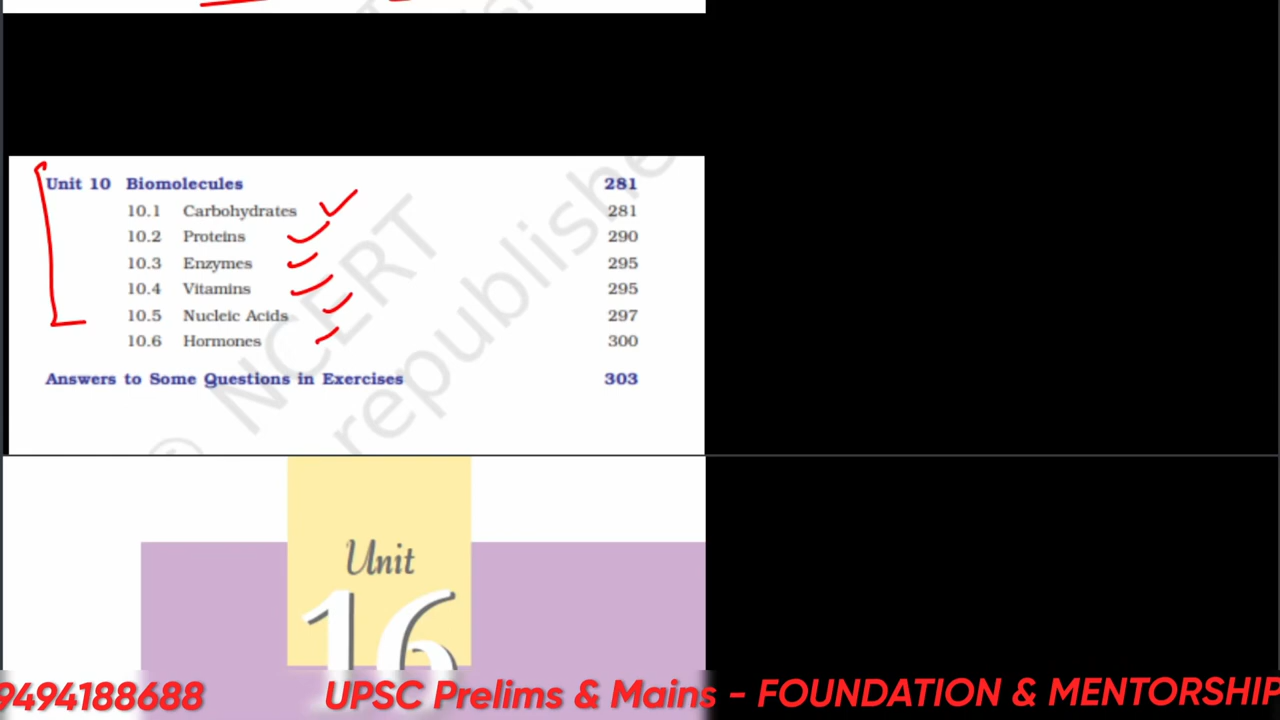 Unit 10 Biomolecules 281
10.1 Carbohydrates 281
10.2 Proteins 290
10.3 Enzymes 295
10.4 Vitamins 295
10.5 Nucleic Acids 297
10.6 Hormones 300
Answers to Some Questions in Exercises 303
© NCERT
republishe
Unit
16
9494188688 UPSC Prelims & Mains - FOUNDATION & MENTORSHIP